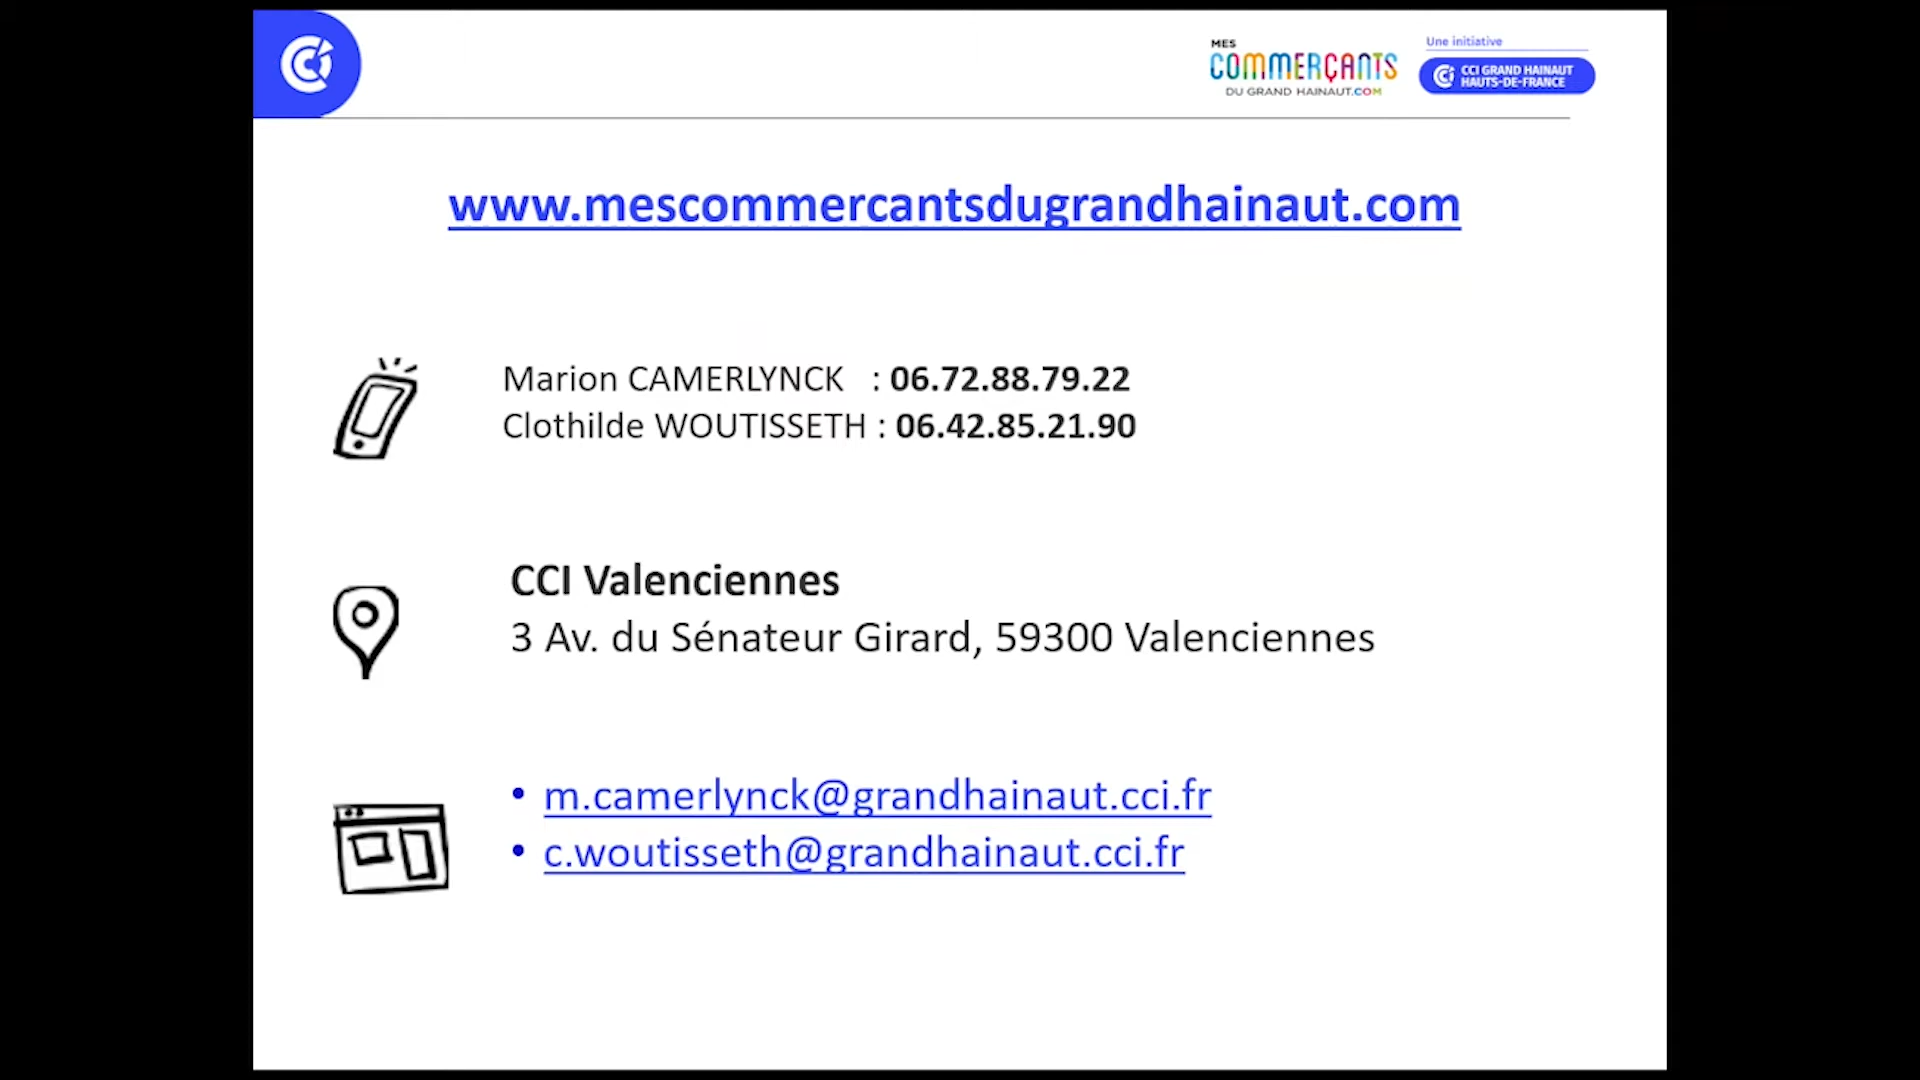 MES
COMMERÇANTS
DU GRAND HAINAUT.COM
Une initiative
CCI GRAND HAINAUT
HAUTS-DE-FRANCE
www.mescommercantsdugrandhainaut.com
Marion CAMERLYNCK : 06.72.88.79.22
Clothilde WOUTISSETH : 06.42.85.21.90
CCI Valenciennes
3 Av. du Sénateur Girard, 59300 Valenciennes
• m.camerlynck@grandhainaut.cci.fr
• c.woutisseth@grandhainaut.cci.fr